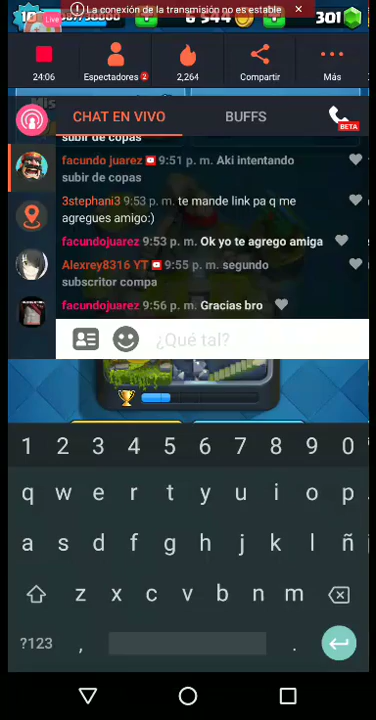 La conexión de la transmisión no es estable ×
Live
301
24:06
Espectadores 2
2,264
Compartir
Más
CHAT EN VIVO
BUFFS
BETA
subir de copas
facundo juarez 9:51 p. m. Aki intentando
subir de copas
3stephani3 9:53 p. m. te mande link pa q me
agregues amigo:)
facundojuarez 9:53 p. m. Ok yo te agrego amiga
Alexrey8316 YT 9:55 p. m. segundo
subscritor compa
facundojuarez 9:56 p. m. Gracias bro
¿Qué tal?
1 2 3 4 5 6 7 8 9 0
q w e r t y u i o p
a s d f g h j k l ñ
z x c v b n m
?123 , .